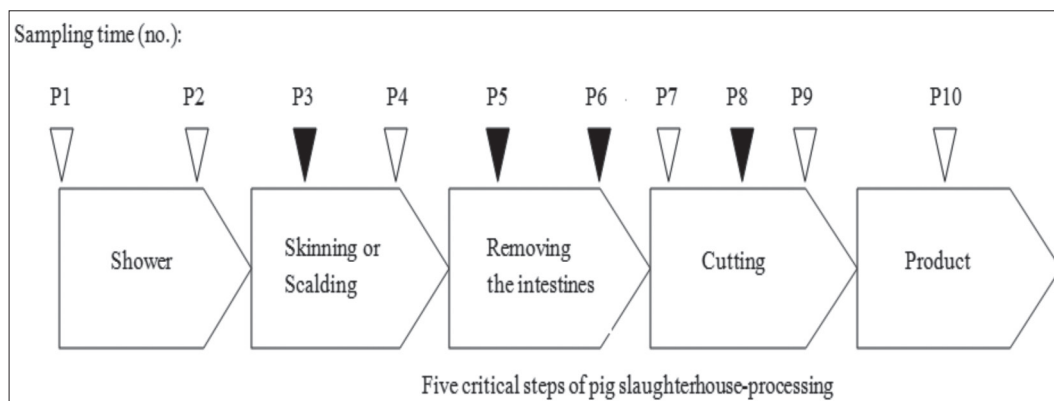 Sampling time (no.):
P1 P2 P3 P4 P5 P6 P7 P8 P9 P10
Shower
Skinning or
Scalding
Removing
the intestines
Cutting
Product
Five critical steps of pig slaughterhouse-processing